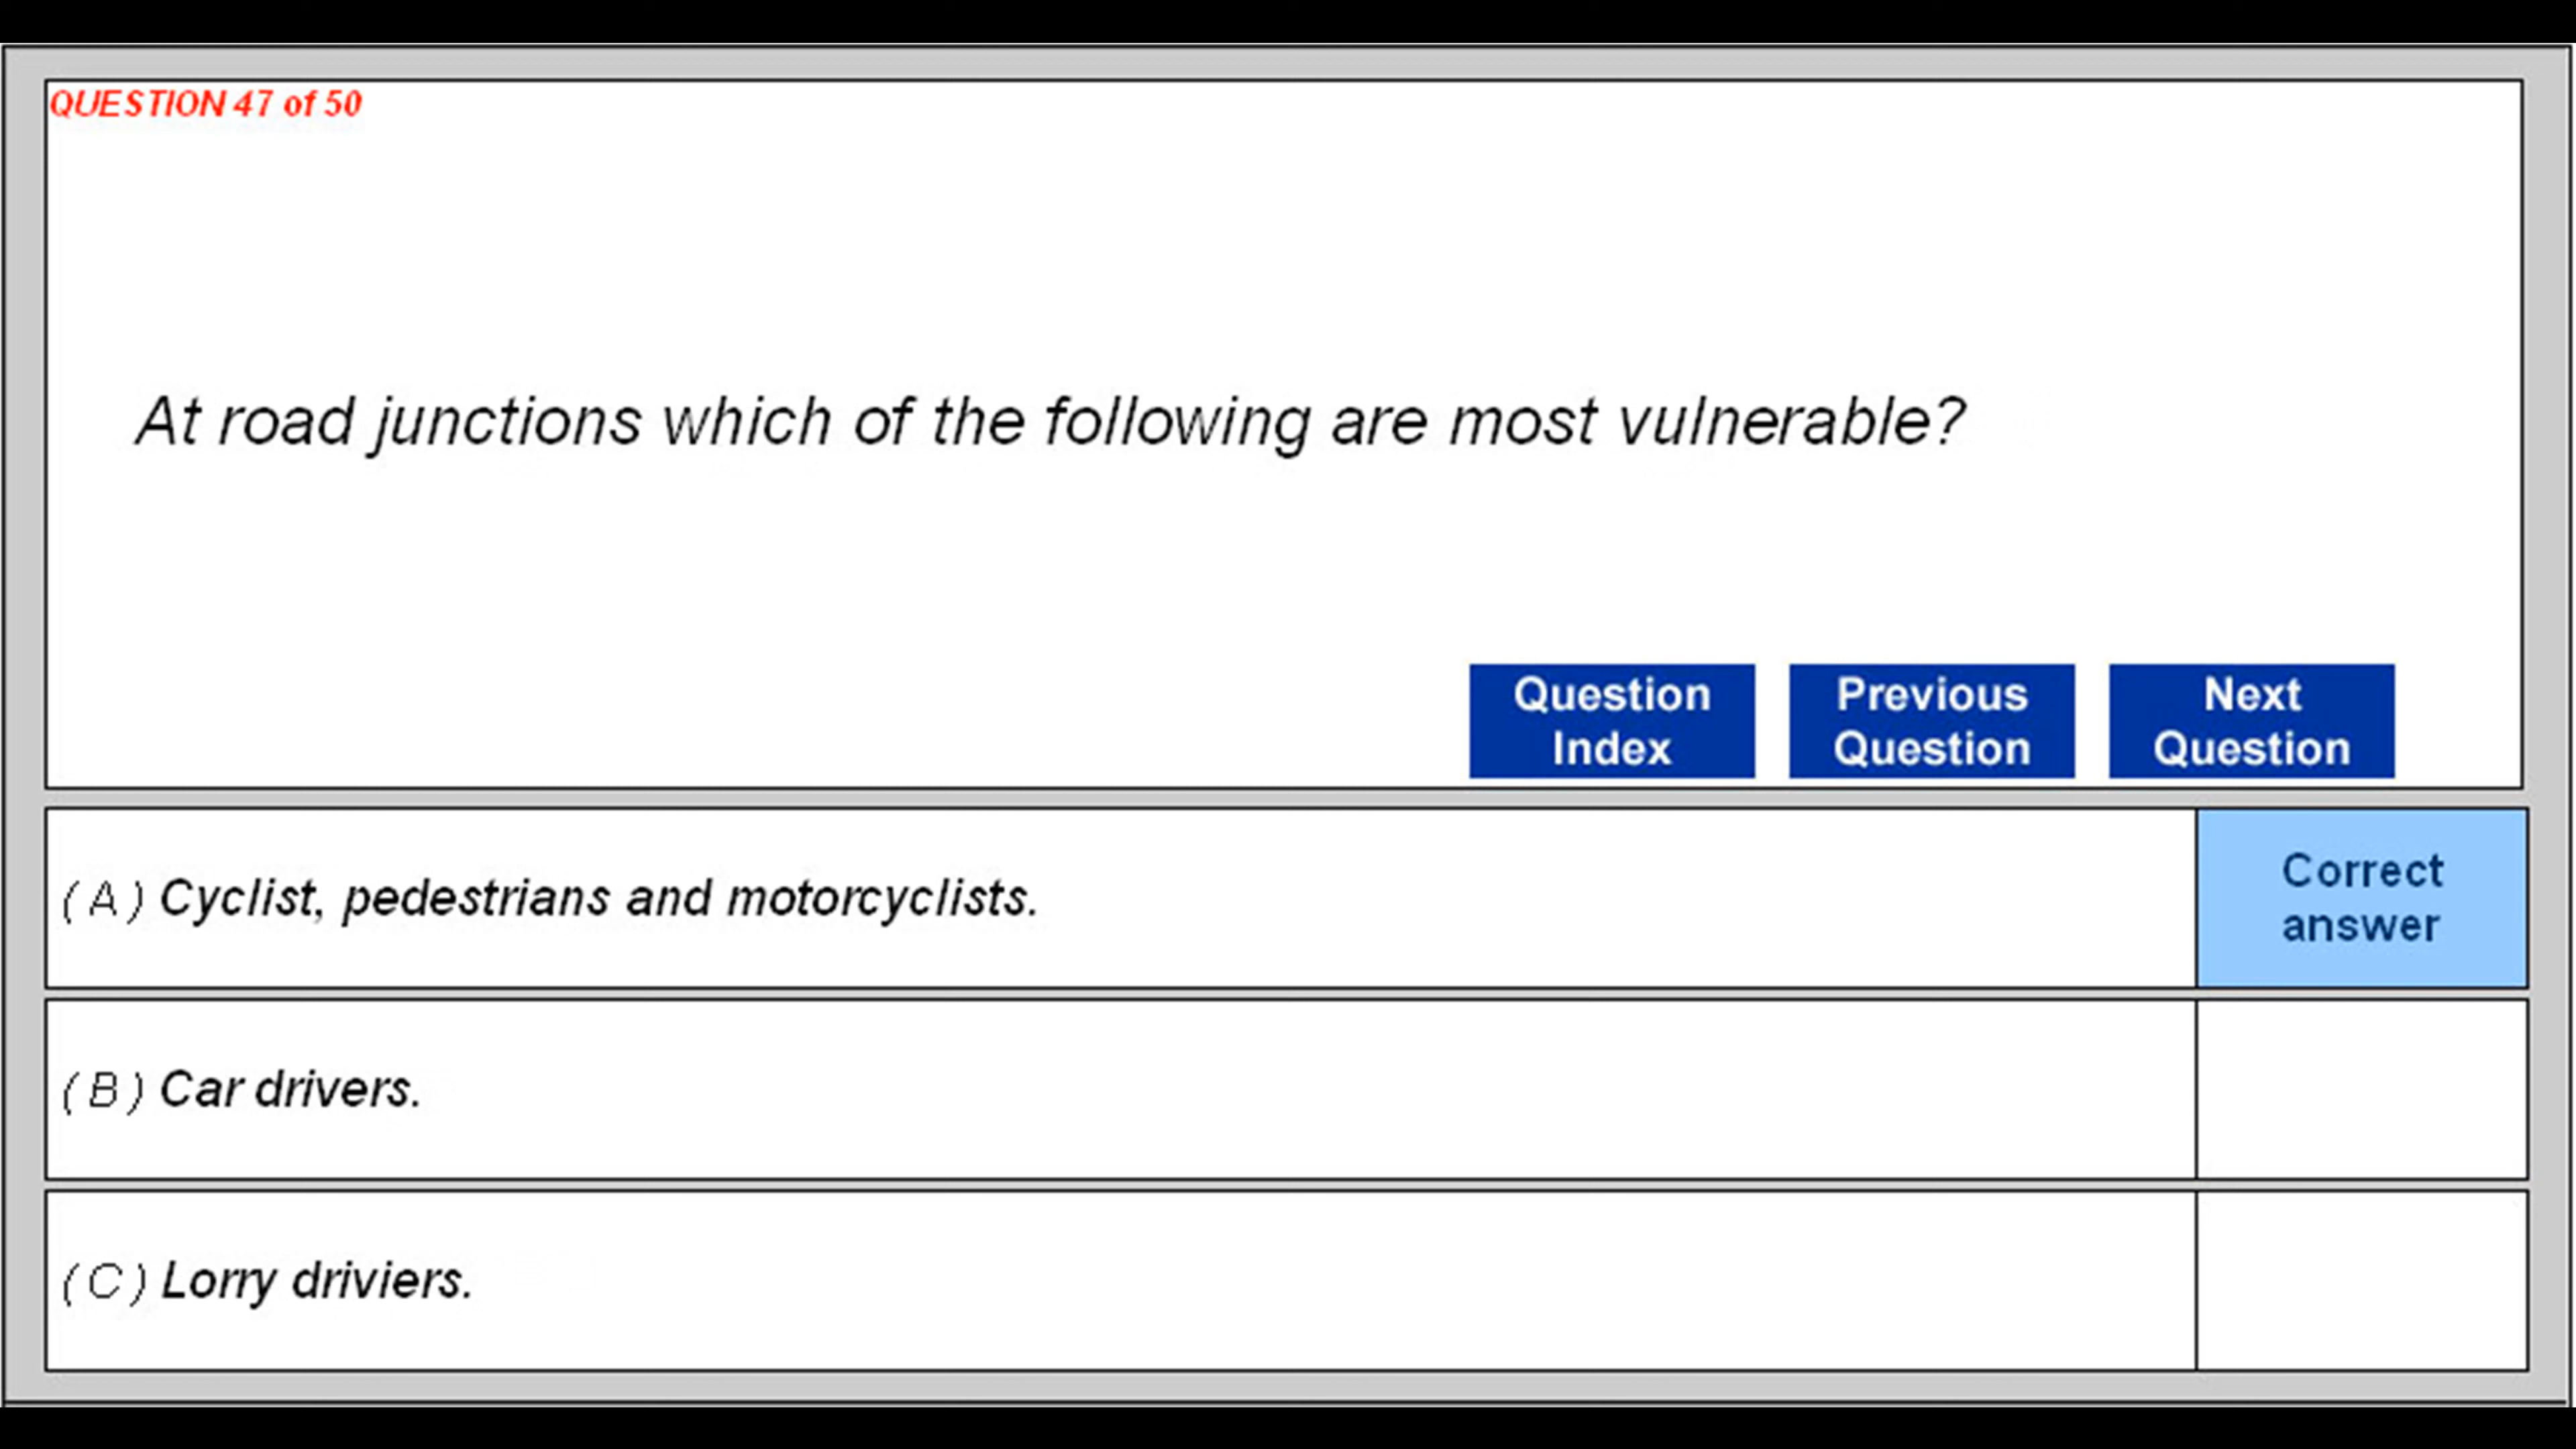 QUESTION 47 of 50
At road junctions which of the following are most vulnerable?
Question Index
Previous Question
Next Question
(A) Cyclist, pedestrians and motorcyclists.
Correct answer
(B) Car drivers.
(C) Lorry driviers.